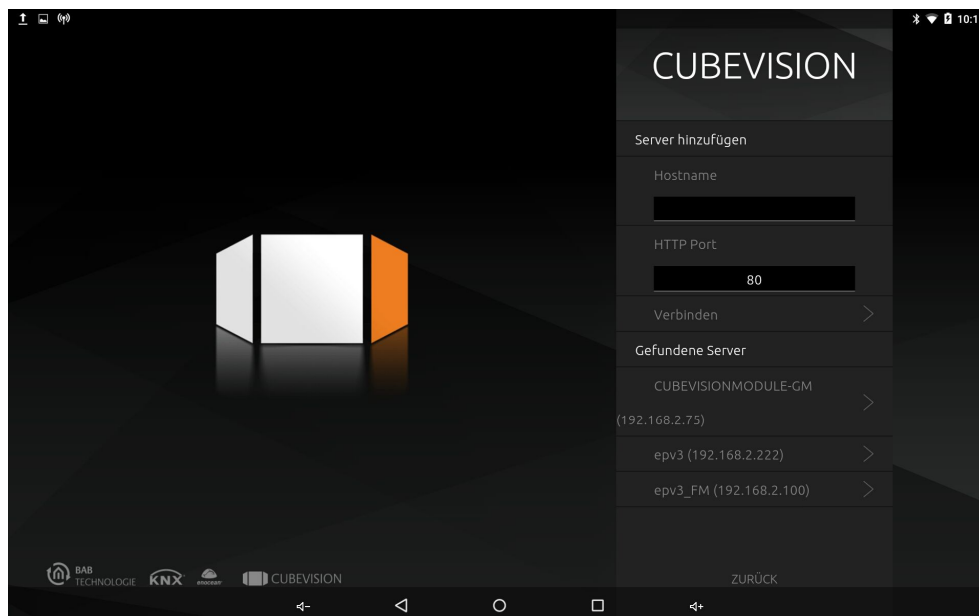 10:1
CUBEVISION
Server hinzufügen
Hostname
HTTP Port
80
Verbinden
Gefundene Server
CUBEVISIONMODULE-GM
(192.168.2.75)
epv3 (192.168.2.222)
epv3_FM (192.168.2.100)
ZURÜCK
BAB
TECHNOLOGIE
KNX
enocean
CUBEVISION